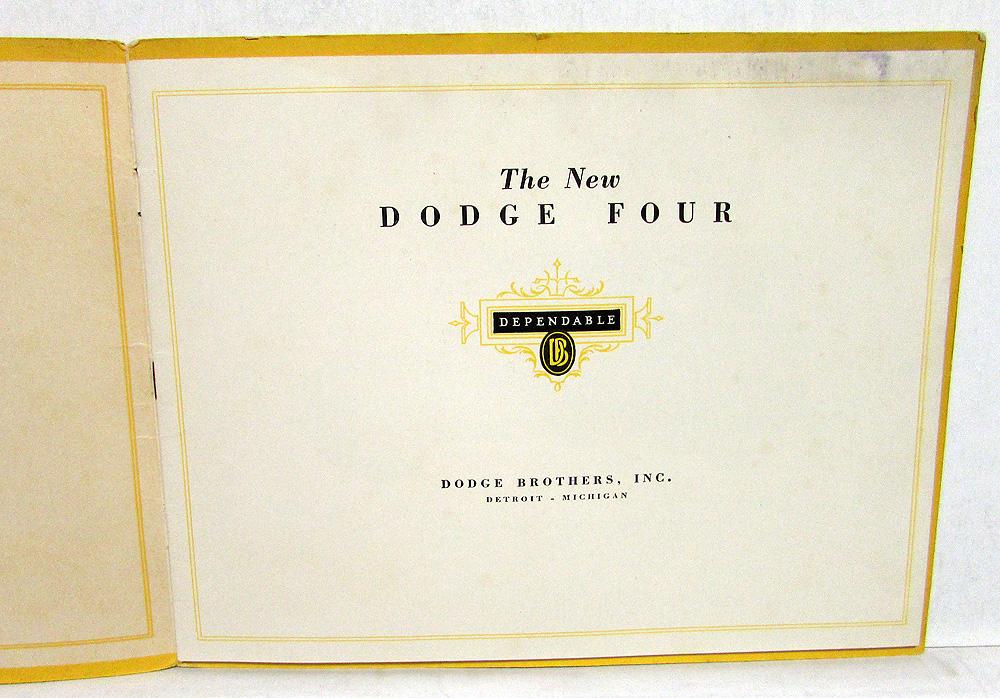 The New
DODGE FOUR
DEPENDABLE
DB
DODGE BROTHERS, INC.
DETROIT - MICHIGAN